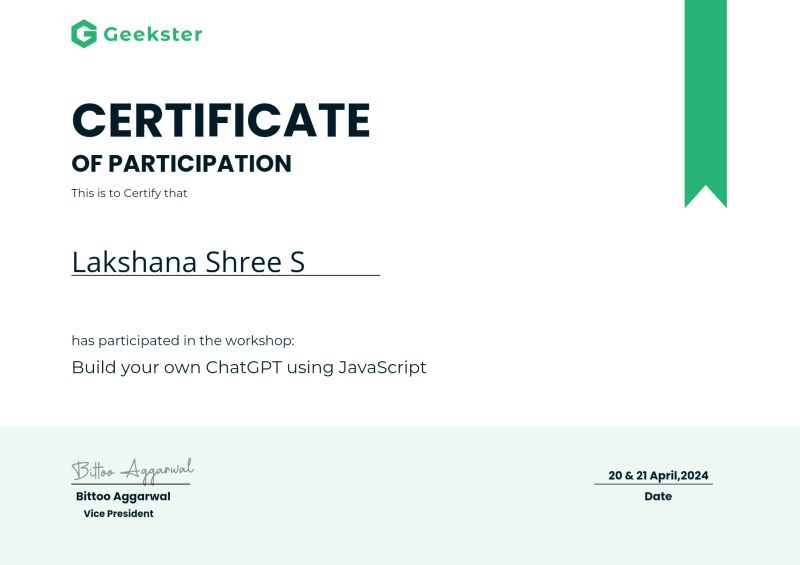 Geekster
CERTIFICATE
OF PARTICIPATION
This is to Certify that
Lakshana Shree S
has participated in the workshop:
Build your own ChatGPT using JavaScript
Bittoo Aggarwal
Bittoo Aggarwal
Vice President
20 & 21 April,2024
Date